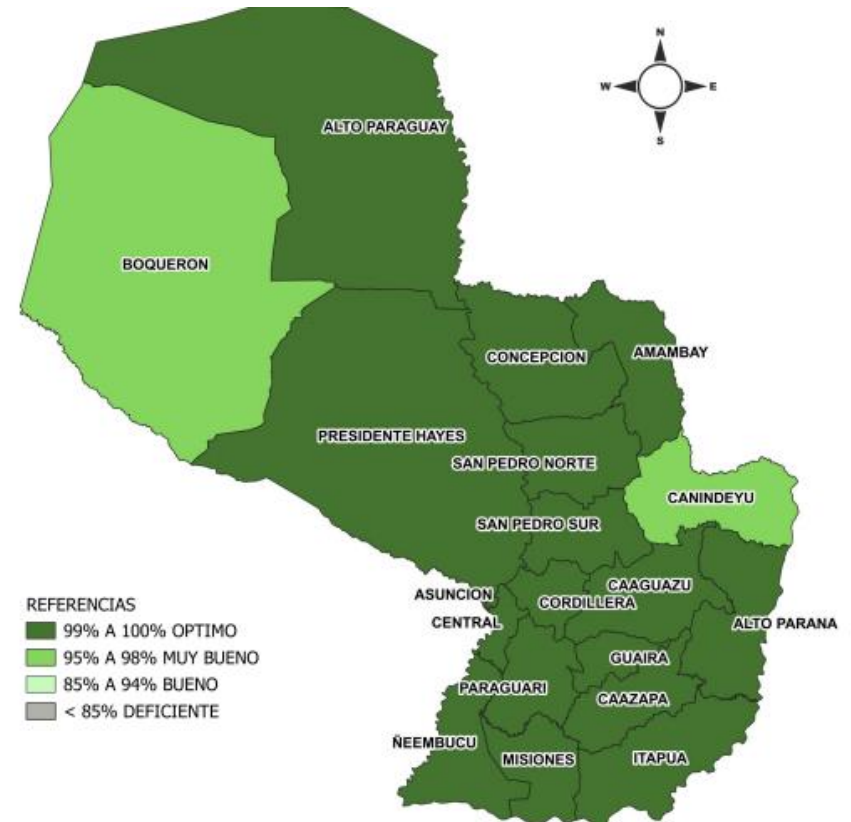 N
W E
S
ALTO PARAGUAY
BOQUERON
CONCEPCION
AMAMBAY
PRESIDENTE HAYES
SAN PEDRO NORTE
CANINDEYU
SAN PEDRO SUR
ASUNCION
CAAGUAZU
CORDILLERA
CENTRAL
ALTO PARANA
GUAIRA
PARAGUARI
CAAZAPA
ÑEEMBUCU
MISIONES
ITAPUA
REFERENCIAS
99% A 100% OPTIMO
95% A 98% MUY BUENO
85% A 94% BUENO
< 85% DEFICIENTE